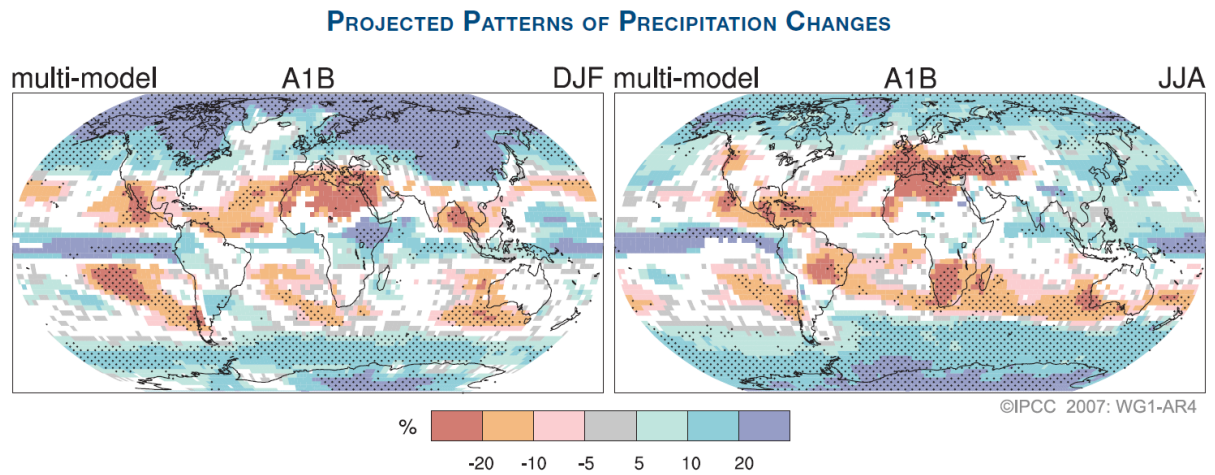 PROJECTED PATTERNS OF PRECIPITATION CHANGES
multi-model A1B DJF
multi-model A1B JJA
©IPCC 2007: WG1-AR4
%
-20 -10 -5 5 10 20